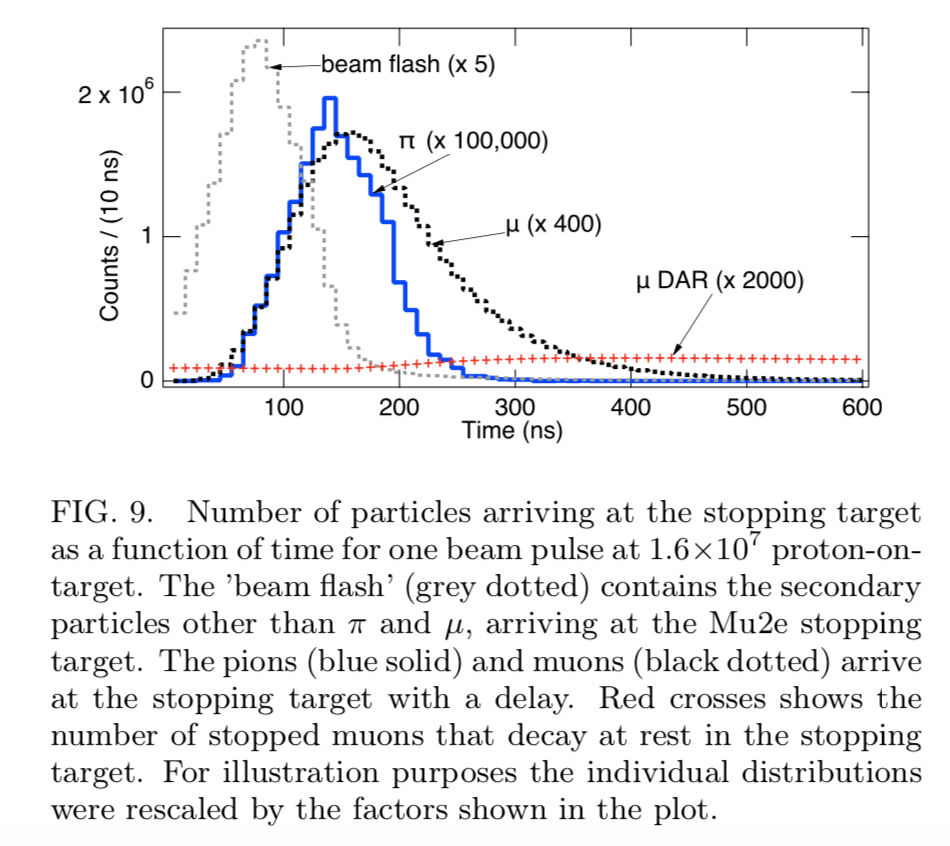 beam flash (x 5)
2 x 10⁶
π (x 100,000)
Counts / (10 ns)
1
μ (x 400)
μ DAR (x 2000)
0
100 200 300 400 500 600
Time (ns)
FIG. 9. Number of particles arriving at the stopping target
as a function of time for one beam pulse at 1.6×10⁷ proton-on-
target. The 'beam flash' (grey dotted) contains the secondary
particles other than π and μ, arriving at the Mu2e stopping
target. The pions (blue solid) and muons (black dotted) arrive
at the stopping target with a delay. Red crosses shows the
number of stopped muons that decay at rest in the stopping
target. For illustration purposes the individual distributions
were rescaled by the factors shown in the plot.